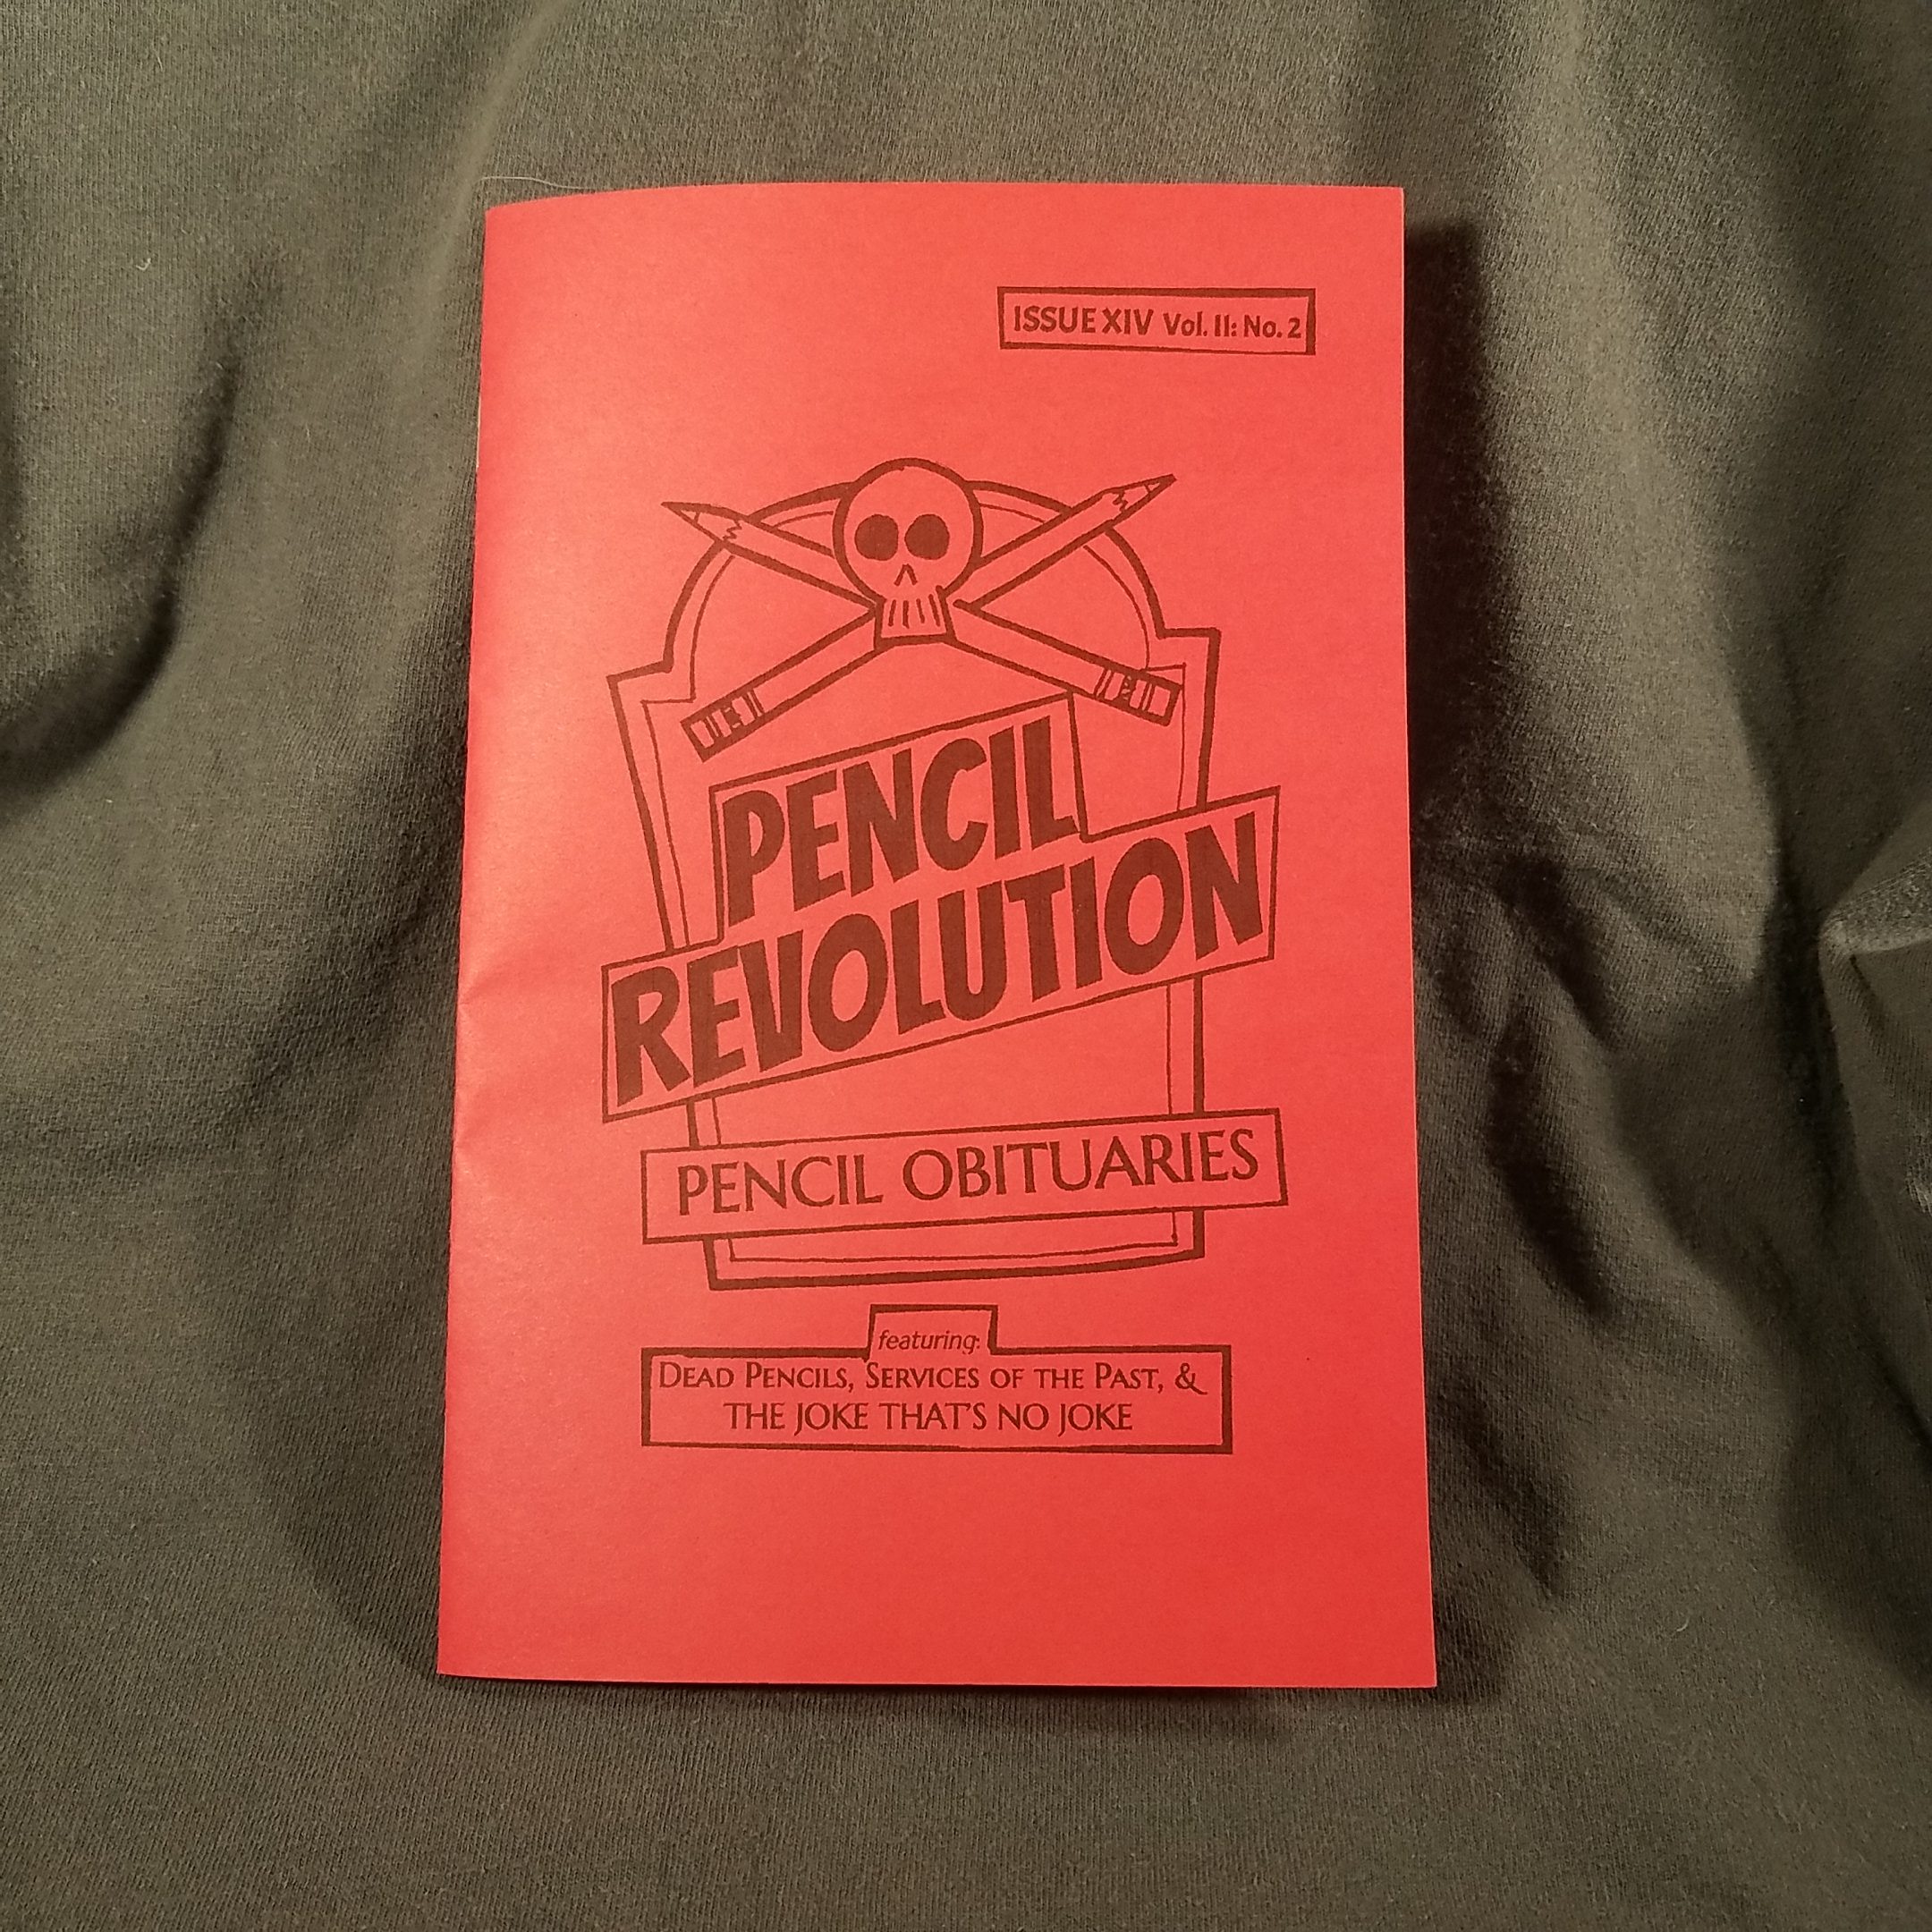 ISSUE XIV Vol. II: No. 2
PENCIL
REVOLUTION
PENCIL OBITUARIES
featuring:
DEAD PENCILS, SERVICES OF THE PAST, &
THE JOKE THAT'S NO JOKE